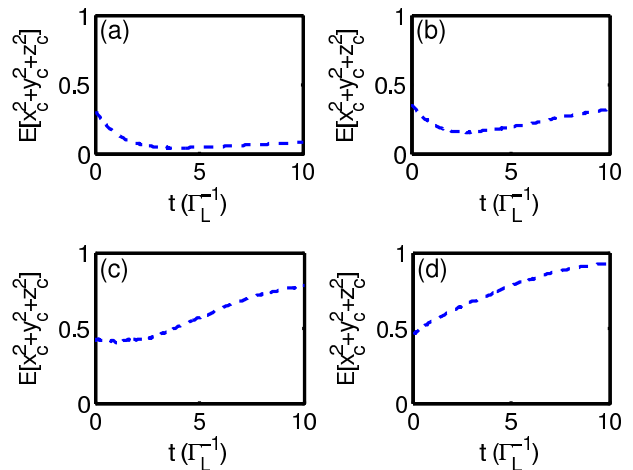 (a)
E[x_c^2+y_c^2+z_c^2]
1
0.5
0
0 5 10
t (Γ_L^{-1})
(b)
E[x_c^2+y_c^2+z_c^2]
1
0.5
0
0 5 10
t (Γ_L^{-1})
(c)
E[x_c^2+y_c^2+z_c^2]
1
0.5
0
0 5 10
t (Γ_L^{-1})
(d)
E[x_c^2+y_c^2+z_c^2]
1
0.5
0
0 5 10
t (Γ_L^{-1})